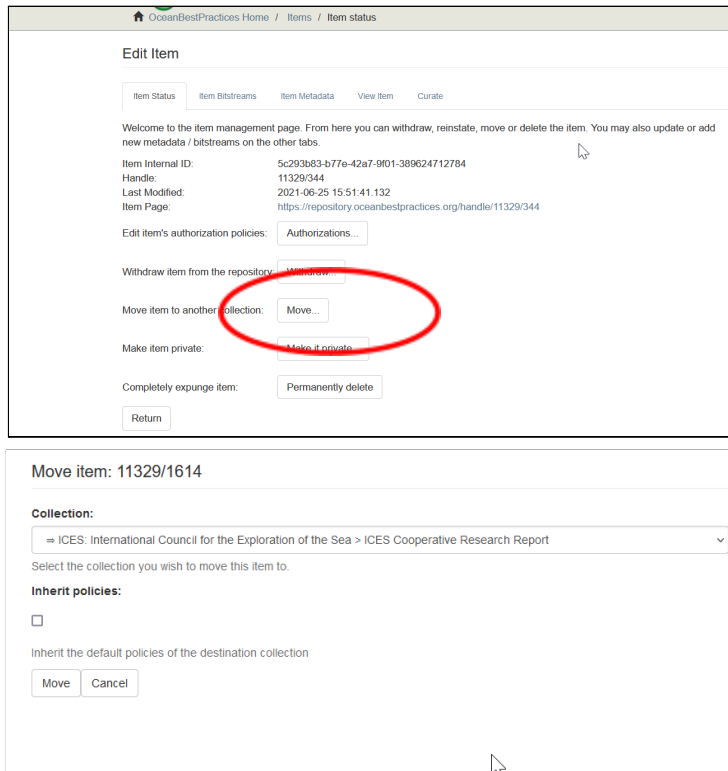 OceanBestPractices Home / Items / Item status
Edit Item
Item Status Item Bitstreams Item Metadata View Item Curate
Welcome to the item management page. From here you can withdraw, reinstate, move or delete the item. You may also update or add
new metadata / bitstreams on the other tabs.
Item Internal ID: 5c293b83-b77e-42a7-9f01-389624712784
Handle: 11329/344
Last Modified: 2021-06-25 15:51:41.132
Item Page: https://repository.oceanbestpractices.org/handle/11329/344
Edit item's authorization policies: Authorizations...
Withdraw item from the repository: Withdraw...
Move item to another collection: Move...
Make item private: Make it private...
Completely expunge item: Permanently delete
Return
Move item: 11329/1614
Collection:
⇒ ICES: International Council for the Exploration of the Sea > ICES Cooperative Research Report
Select the collection you wish to move this item to.
Inherit policies:
Inherit the default policies of the destination collection
Move Cancel